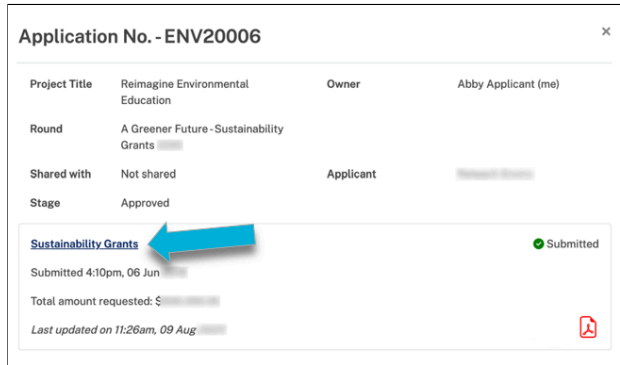 Application No. - ENV20006
×
Project Title Reimagine Environmental Owner Abby Applicant (me)
Education
Round A Greener Future - Sustainability
Grants
Shared with Not shared Applicant
Stage Approved
Sustainability Grants Submitted
Submitted 4:10pm, 06 Jun
Total amount requested: $
Last updated on 11:26am, 09 Aug